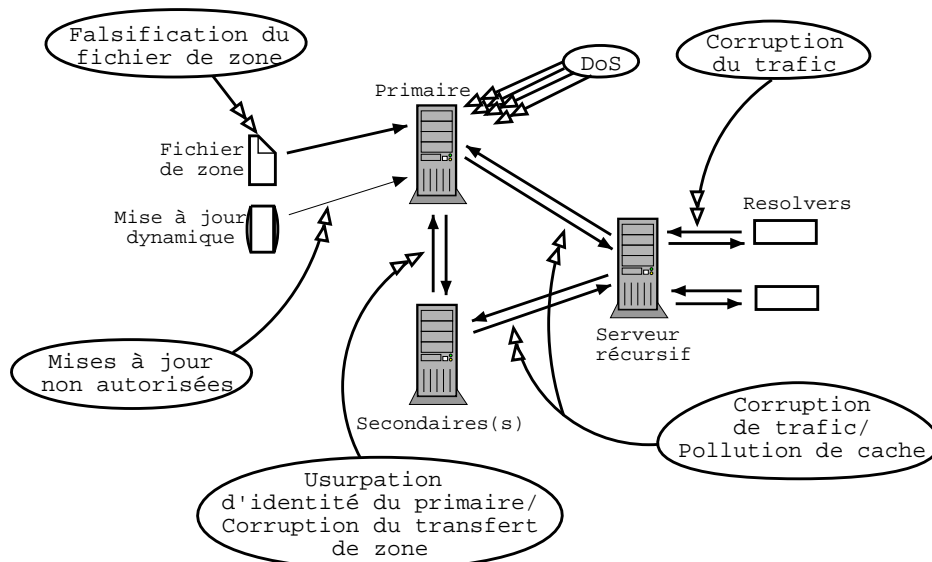 Falsification du
fichier de zone
DoS
Corruption
du trafic
Primaire
Fichier
de zone
Mise à jour
dynamique
Resolvers
Serveur
récursif
Mises à jour
non autorisées
Secondaires(s)
Corruption
de trafic/
Pollution de cache
Usurpation
d'identité du primaire/
Corruption du transfert
de zone